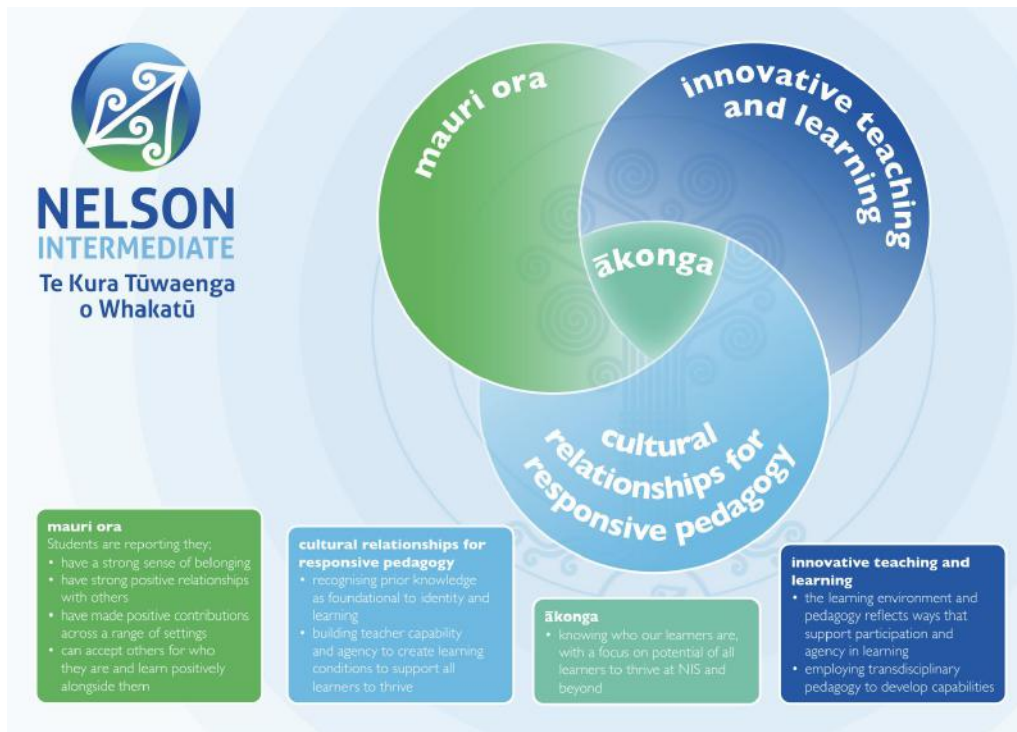 NELSON
INTERMEDIATE
Te Kura Tūwaenga
o Whakatū
mauri ora
innovative teaching
and learning
ākonga
cultural
relationships for
responsive pedagogy
mauri ora
Students are reporting they;
• have a strong sense of belonging
• have strong positive relationships
with others
• have made positive contributions
across a range of settings
• can accept others for who
they are and learn positively
alongside them
cultural relationships for
responsive pedagogy
• recognising prior knowledge
as foundational to identity and
learning
• building teacher capability
and agency to create learning
conditions to support all
learners to thrive
ākonga
• knowing who our learners are,
with a focus on potential of all
learners to thrive at NIS and
beyond
innovative teaching and
learning
• the learning environment and
pedagogy reflects ways that
support participation and
agency in learning
• employing transdisciplinary
pedagogy to develop capabilities